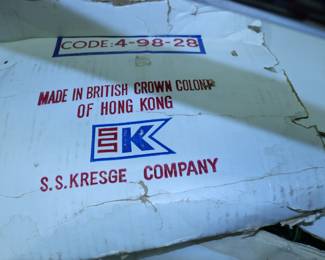 CODE: 4-98-28
MADE IN BRITISH CROWN COLONY
OF HONG KONG
SSK
S.S.KRESGE COMPANY